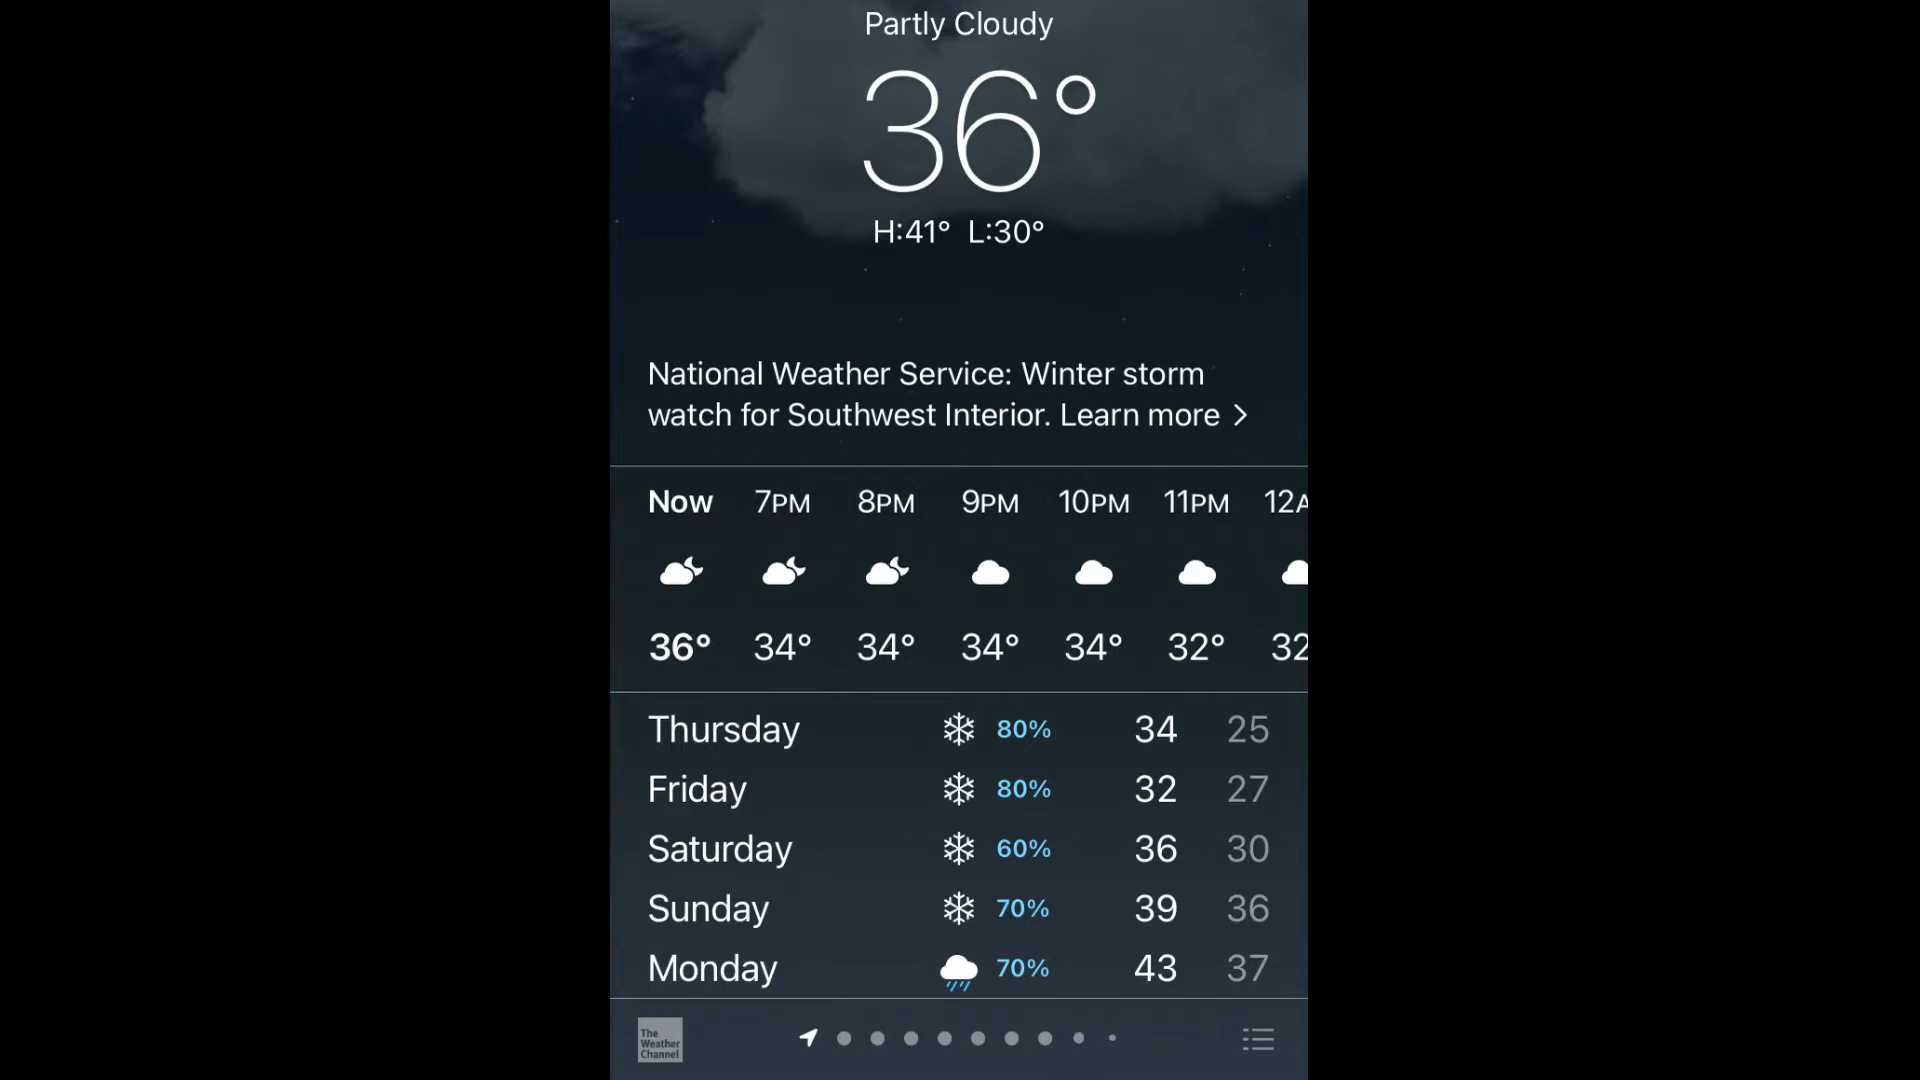 Partly Cloudy
36°
H:41° L:30°
National Weather Service: Winter storm
watch for Southwest Interior. Learn more >
Now 7PM 8PM 9PM 10PM 11PM 12A
36° 34° 34° 34° 34° 32° 32
Thursday 80% 34 25
Friday 80% 32 27
Saturday 60% 36 30
Sunday 70% 39 36
Monday 70% 43 37
The
Weather
Channel